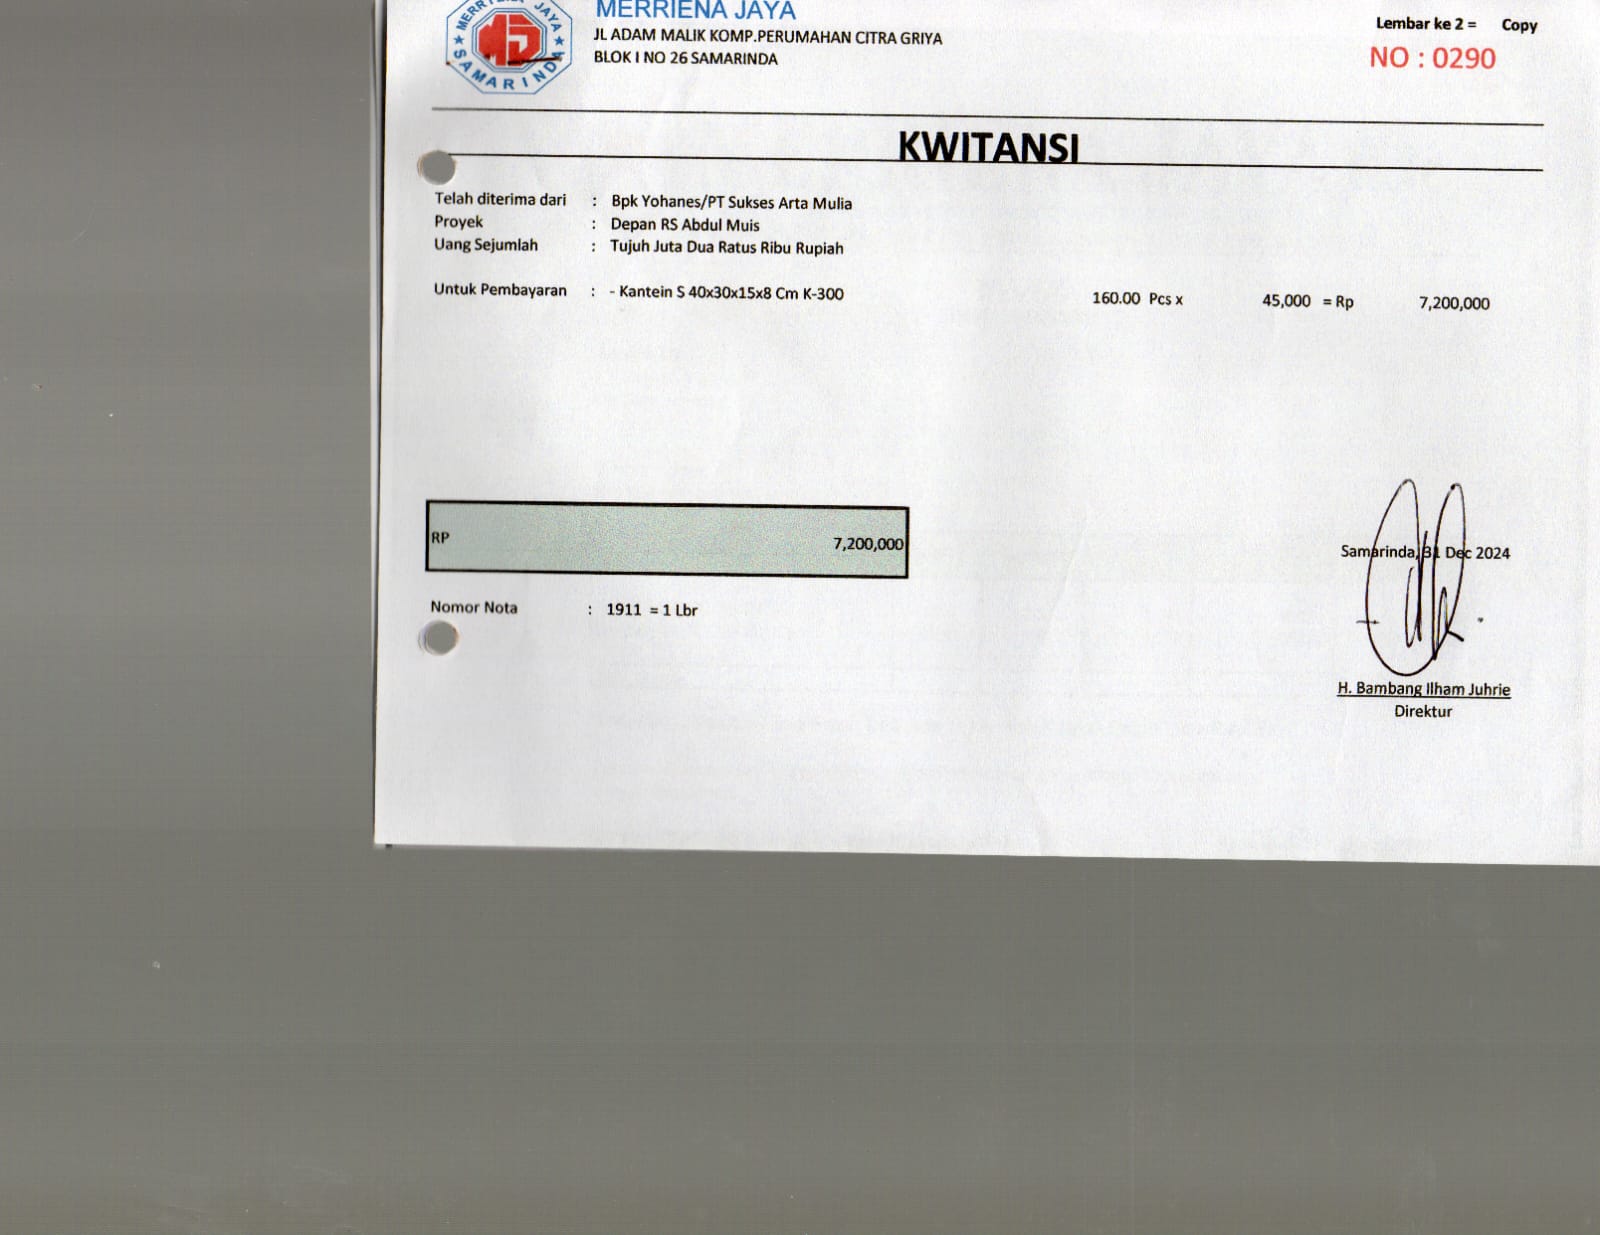 MERRIENA JAYA
SAMARINDA
MERRIENA JAYA
JL ADAM MALIK KOMP.PERUMAHAN CITRA GRIYA
BLOK I NO 26 SAMARINDA
Lembar ke 2 = Copy
NO : 0290
KWITANSI
Telah diterima dari : Bpk Yohanes/PT Sukses Arta Mulia
Proyek : Depan RS Abdul Muis
Uang Sejumlah : Tujuh Juta Dua Ratus Ribu Rupiah
Untuk Pembayaran : - Kantein S 40x30x15x8 Cm K-300 160.00 Pcs x 45,000 = Rp 7,200,000
RP 7,200,000
Samarinda, 31 Dec 2024
Nomor Nota : 1911 = 1 Lbr
H. Bambang Ilham Juhrie
Direktur